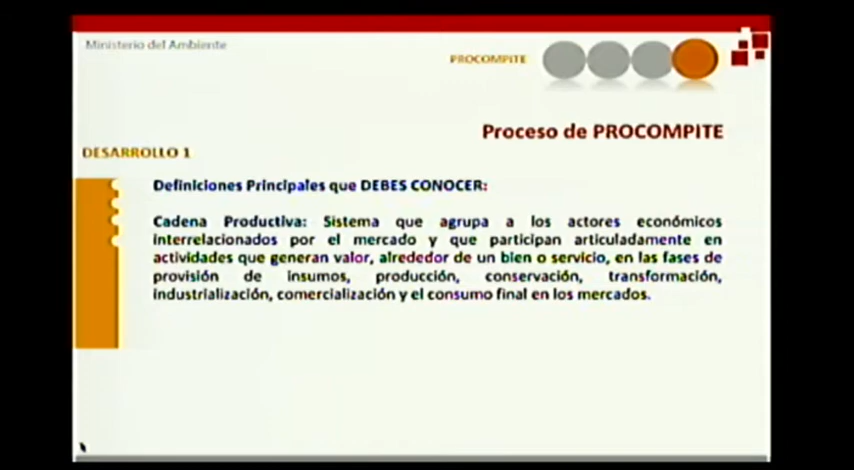 Ministerio del Ambiente
PROCOMPITE
Proceso de PROCOMPITE
DESARROLLO 1
Definiciones Principales que DEBES CONOCER:
Cadena Productiva: Sistema que agrupa a los actores económicos
interrelacionados por el mercado y que participan articuladamente en
actividades que generan valor, alrededor de un bien o servicio, en las fases de
provisión de insumos, producción, conservación, transformación,
industrialización, comercialización y el consumo final en los mercados.